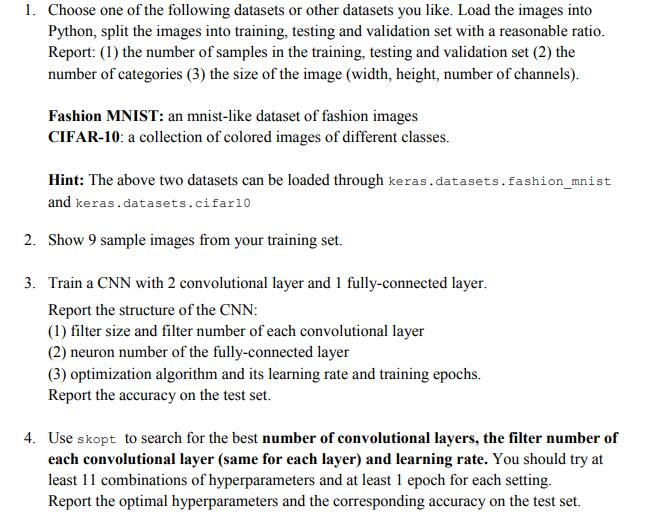 1. Choose one of the following datasets or other datasets you like. Load the images into
Python, split the images into training, testing and validation set with a reasonable ratio.
Report: (1) the number of samples in the training, testing and validation set (2) the
number of categories (3) the size of the image (width, height, number of channels).
Fashion MNIST: an mnist-like dataset of fashion images
CIFAR-10: a collection of colored images of different classes.
Hint: The above two datasets can be loaded through keras.datasets.fashion_mnist
and keras.datasets.cifar10
2. Show 9 sample images from your training set.
3. Train a CNN with 2 convolutional layer and 1 fully-connected layer.
Report the structure of the CNN:
(1) filter size and filter number of each convolutional layer
(2) neuron number of the fully-connected layer
(3) optimization algorithm and its learning rate and training epochs.
Report the accuracy on the test set.
4. Use skopt to search for the best number of convolutional layers, the filter number of
each convolutional layer (same for each layer) and learning rate. You should try at
least 11 combinations of hyperparameters and at least 1 epoch for each setting.
Report the optimal hyperparameters and the corresponding accuracy on the test set.